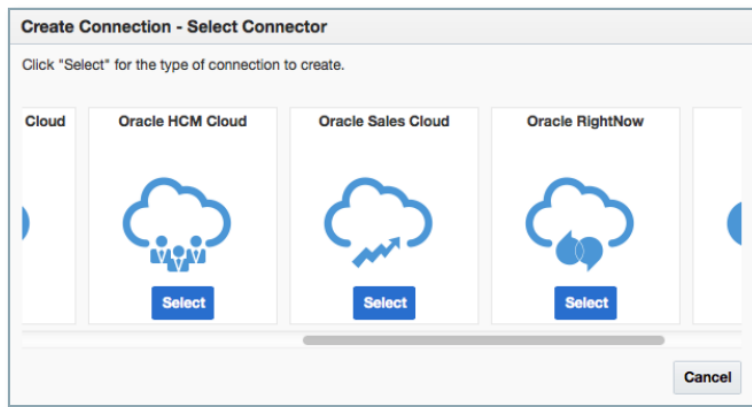 Create Connection - Select Connector
Click "Select" for the type of connection to create.
Cloud Oracle HCM Cloud Oracle Sales Cloud Oracle RightNow
Select Select Select
Cancel